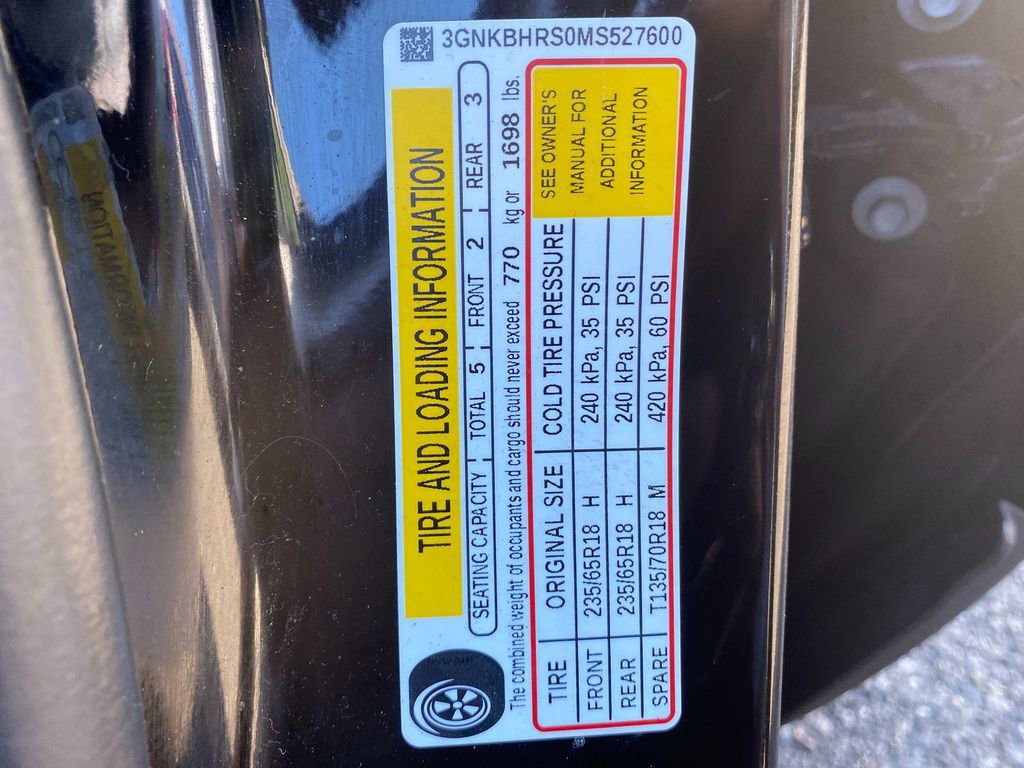 3GNKBHRS0MS527600
TIRE AND LOADING INFORMATION
SEATING CAPACITY TOTAL 5 FRONT 2 REAR 3
The combined weight of occupants and cargo should never exceed 770 kg or 1698 lbs.
TIRE ORIGINAL SIZE COLD TIRE PRESSURE
FRONT 235/65R18 H 240 kPa, 35 PSI
REAR 235/65R18 H 240 kPa, 35 PSI
SPARE T135/70R18 M 420 kPa, 60 PSI
SEE OWNER'S
MANUAL FOR
ADDITIONAL
INFORMATION